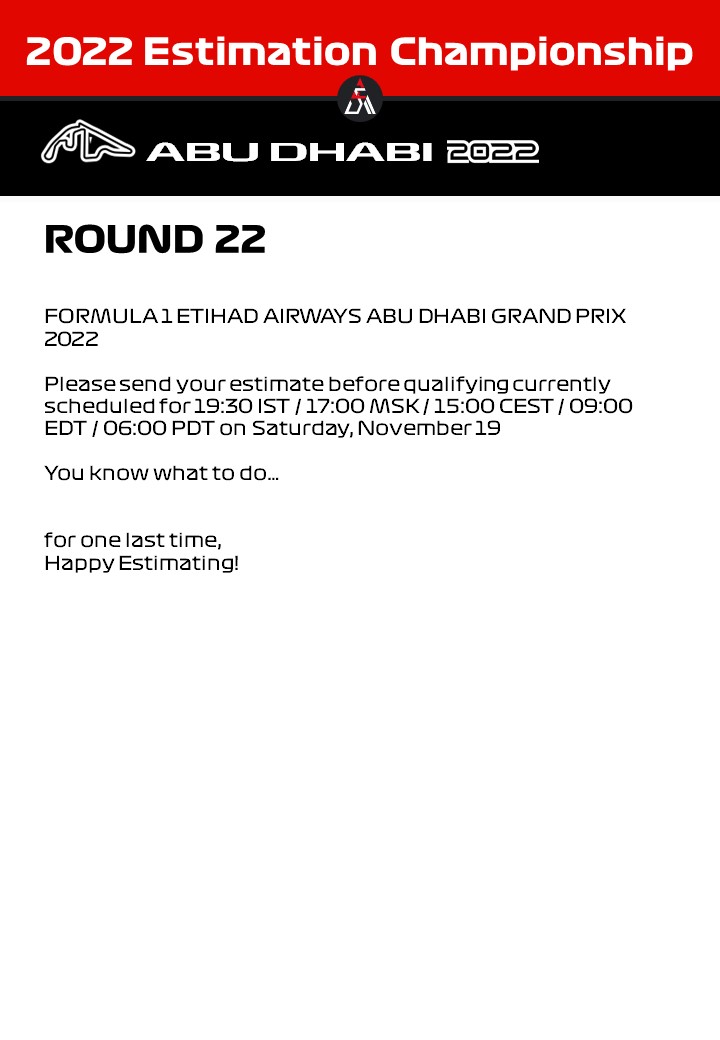 2022 Estimation Championship
ABU DHABI 2022
ROUND 22
FORMULA 1 ETIHAD AIRWAYS ABU DHABI GRAND PRIX
2022
Please send your estimate before qualifying currently
scheduled for 19:30 IST / 17:00 MSK / 15:00 CEST / 09:00
EDT / 06:00 PDT on Saturday, November 19
You know what to do...
for one last time,
Happy Estimating!